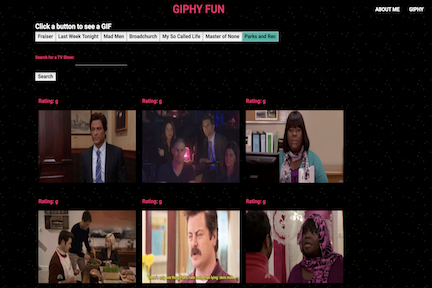 GIPHY FUN
ABOUT ME GIPHY
Click a button to see a GIF
Fraiser Last Week Tonight Mad Men Broadchurch My So Called Life Master of None Parks and Rec
Search for a TV Show:
Search
Rating: g Rating: g Rating: g
Rating: g Rating: g Rating: g